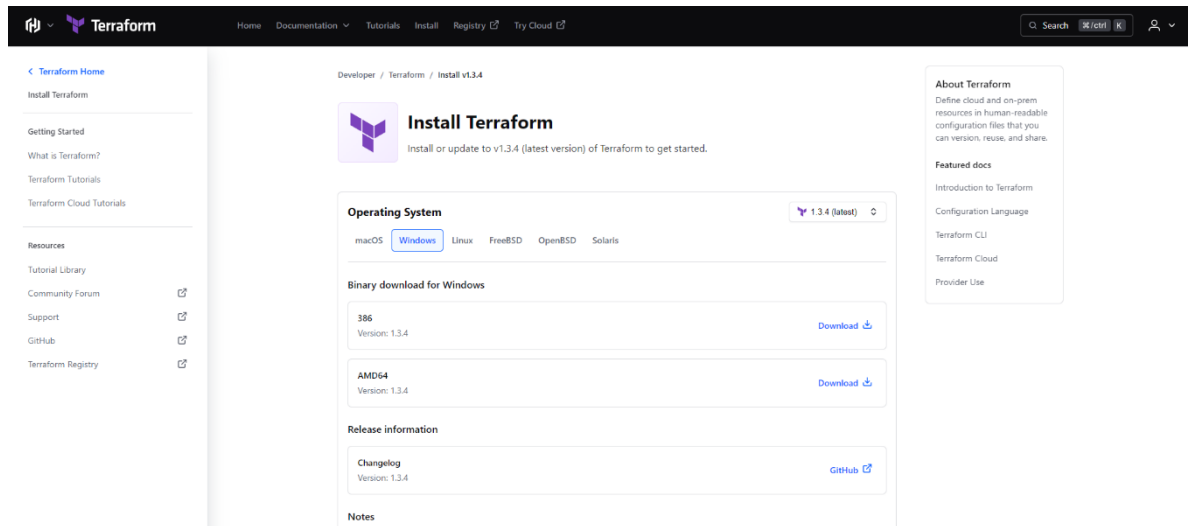 Terraform
Home Documentation Tutorials Install Registry Try Cloud
Search ⌘/ctrl K
< Terraform Home
Install Terraform
Getting Started
What is Terraform?
Terraform Tutorials
Terraform Cloud Tutorials
Resources
Tutorial Library
Community Forum
Support
GitHub
Terraform Registry
Developer / Terraform / Install v1.3.4
Install Terraform
Install or update to v1.3.4 (latest version) of Terraform to get started.
Operating System
1.3.4 (latest)
macOS Windows Linux FreeBSD OpenBSD Solaris
Binary download for Windows
386
Version: 1.3.4
Download
AMD64
Version: 1.3.4
Download
Release information
Changelog
Version: 1.3.4
GitHub
Notes
About Terraform
Define cloud and on-prem
resources in human-readable
configuration files that you
can version, reuse, and share.
Featured docs
Introduction to Terraform
Configuration Language
Terraform CLI
Terraform Cloud
Provider Use